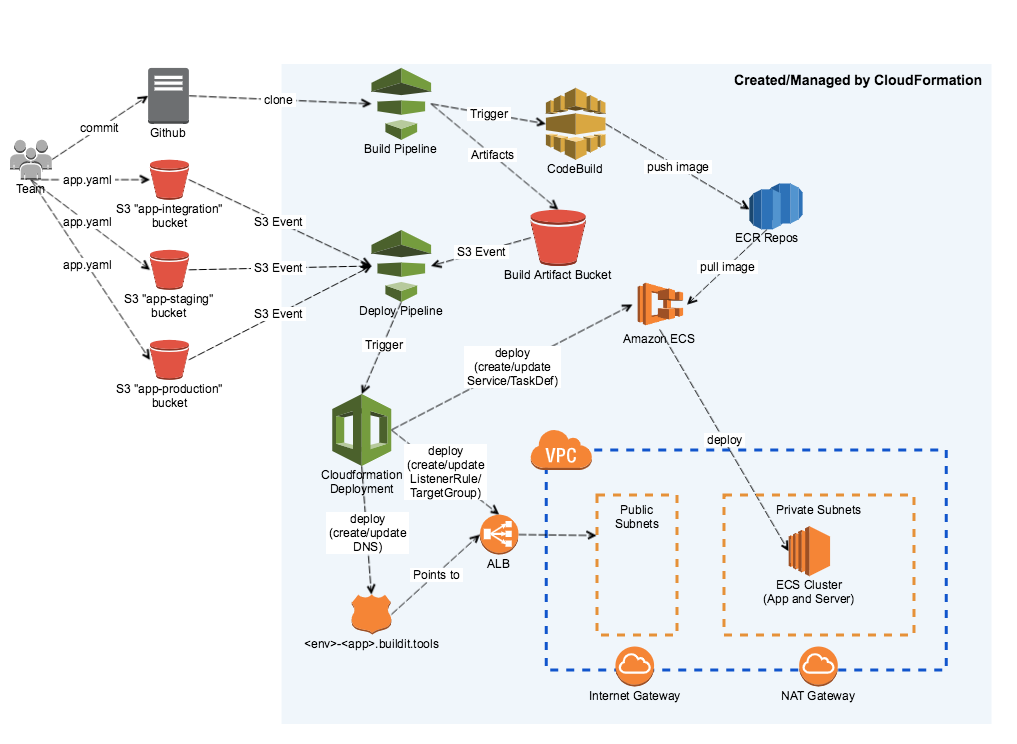 Created/Managed by CloudFormation
clone
Trigger
commit
Github
Build Pipeline
Artifacts
CodeBuild
push image
Team
app.yaml
S3 "app-integration"
bucket
app.yaml
S3 Event
ECR Repos
S3 Event
Build Artifact Bucket
pull image
app.yaml
S3 Event
S3 "app-staging"
bucket
Deploy Pipeline
S3 Event
Amazon ECS
Trigger
deploy
(create/update
Service/TaskDef)
S3 "app-production"
bucket
deploy
VPC
deploy
(create/update
ListenerRule/
TargetGroup)
Cloudformation
Deployment
Public
Subnets
Private Subnets
deploy
(create/update
DNS)
ALB
Points to
ECS Cluster
(App and Server)
<env>-<app>.buildit.tools
Internet Gateway
NAT Gateway